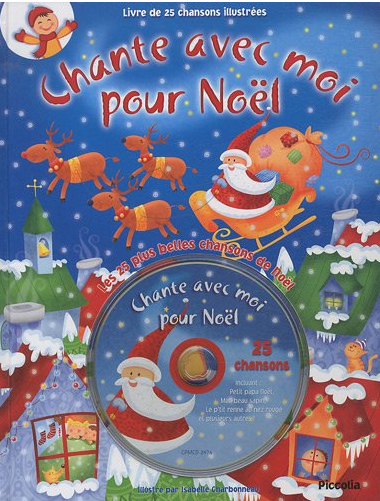 Livre de 25 chansons illustrées
Chante avec moi
pour Noël
Les 25 plus belles chansons de noël
Chante avec moi
pour Noël
25
chansons
Incluant :
Petit papa Noël
Mon beau sapin
Le p'tit renne au nez rouge
et plusieurs autres
Illustré par Isabelle Charbonneau
Piccolia